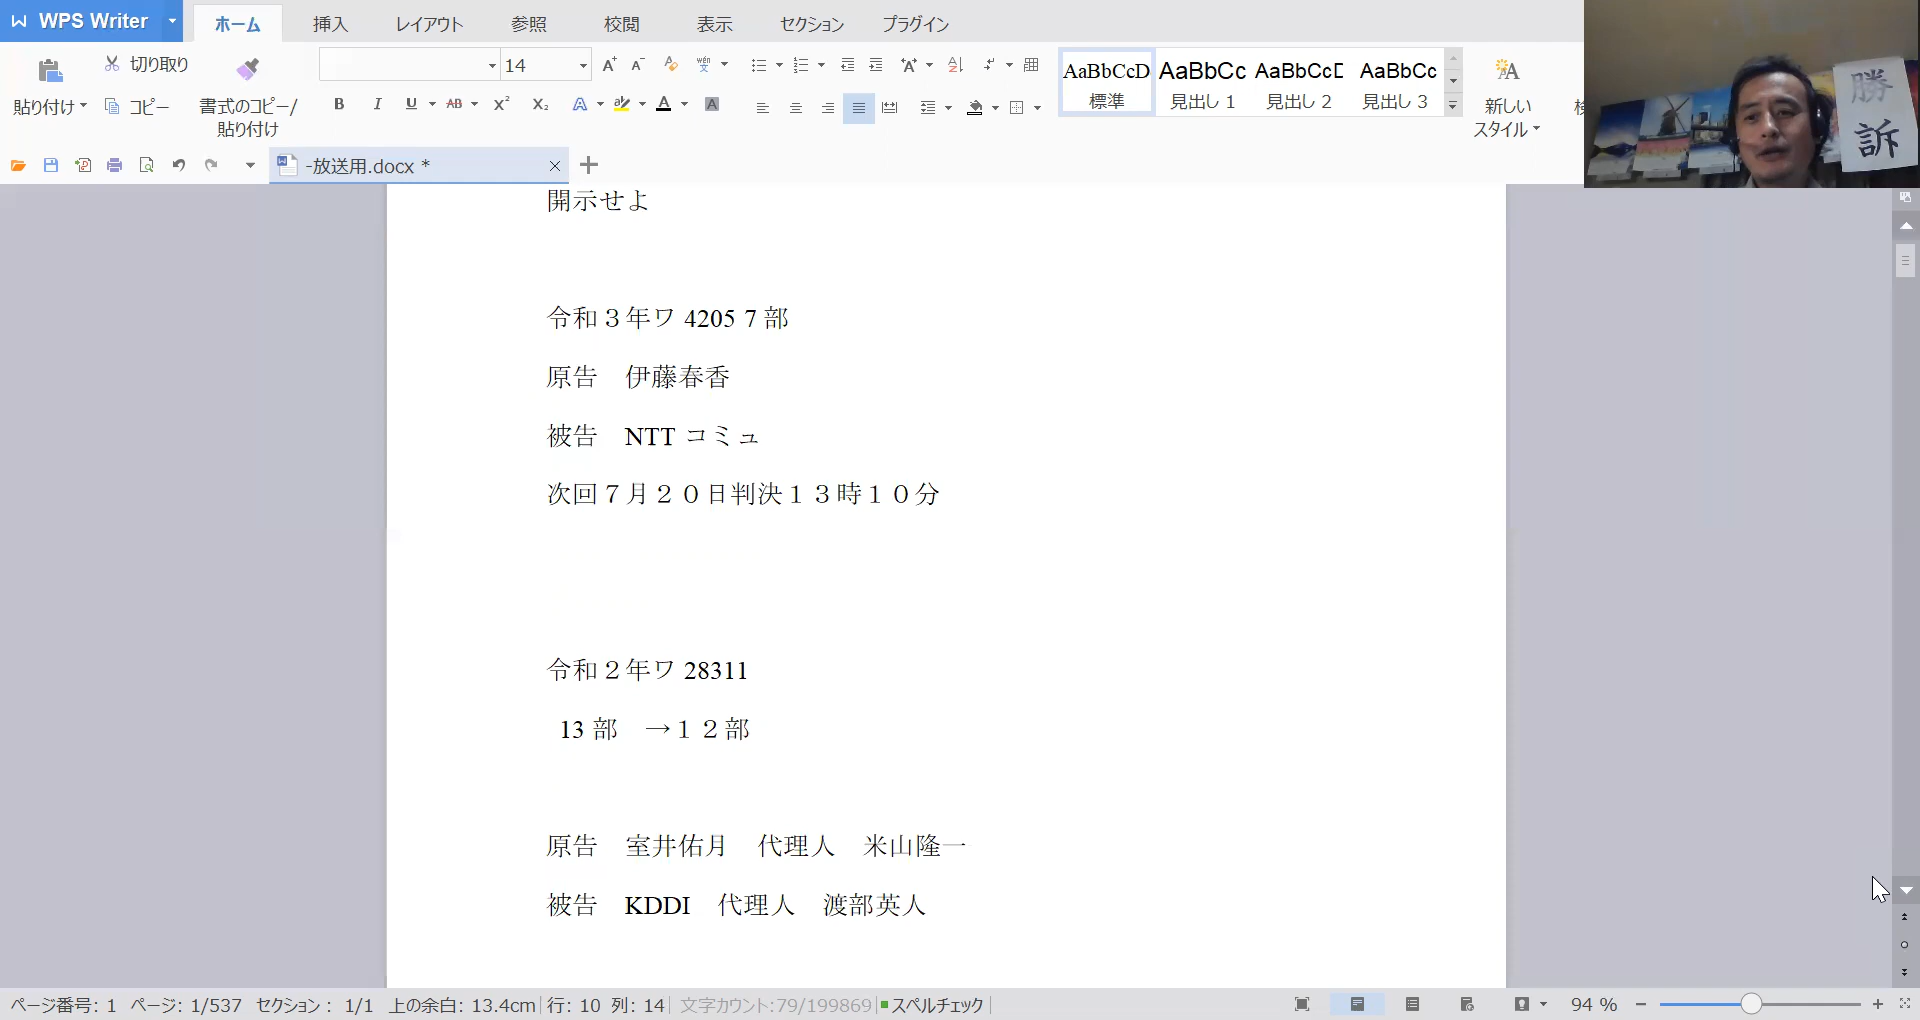 WPS Writer
ホーム 挿入 レイアウト 参照 校閲 表示 セクション プラグイン
貼り付け 切り取り コピー 書式のコピー/貼り付け
14
AaBbCcD AaBbCc AaBbCcD AaBbCc
標準 見出し 1 見出し 2 見出し 3
新しいスタイル
-放送用.docx *
勝
訴
開示せよ
令和３年ワ 4205 7 部
原告　伊藤春香
被告　NTT コミュ
次回７月２０日判決１３時１０分
令和２年ワ 28311
13 部　→１２部
原告　室井佑月　代理人　米山隆一
被告　KDDI　代理人　渡部英人
ページ番号: 1 ページ: 1/537 セクション: 1/1 上の余白: 13.4cm 行: 10 列: 14 文字カウント:79/199869 スペルチェック 94 %